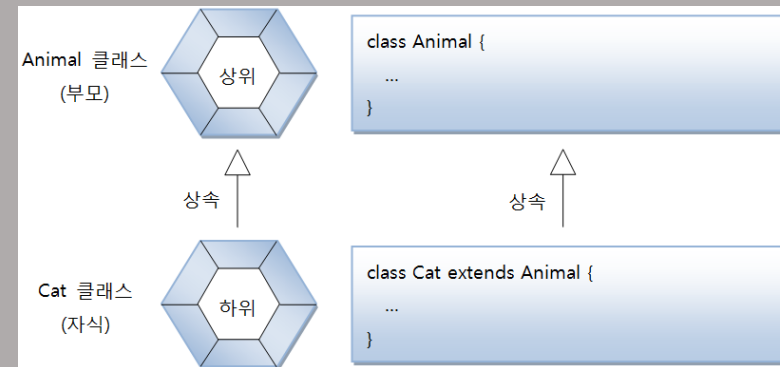 Animal 클래스
(부모)
상위
class Animal {
...
}
상속
상속
Cat 클래스
(자식)
하위
class Cat extends Animal {
...
}